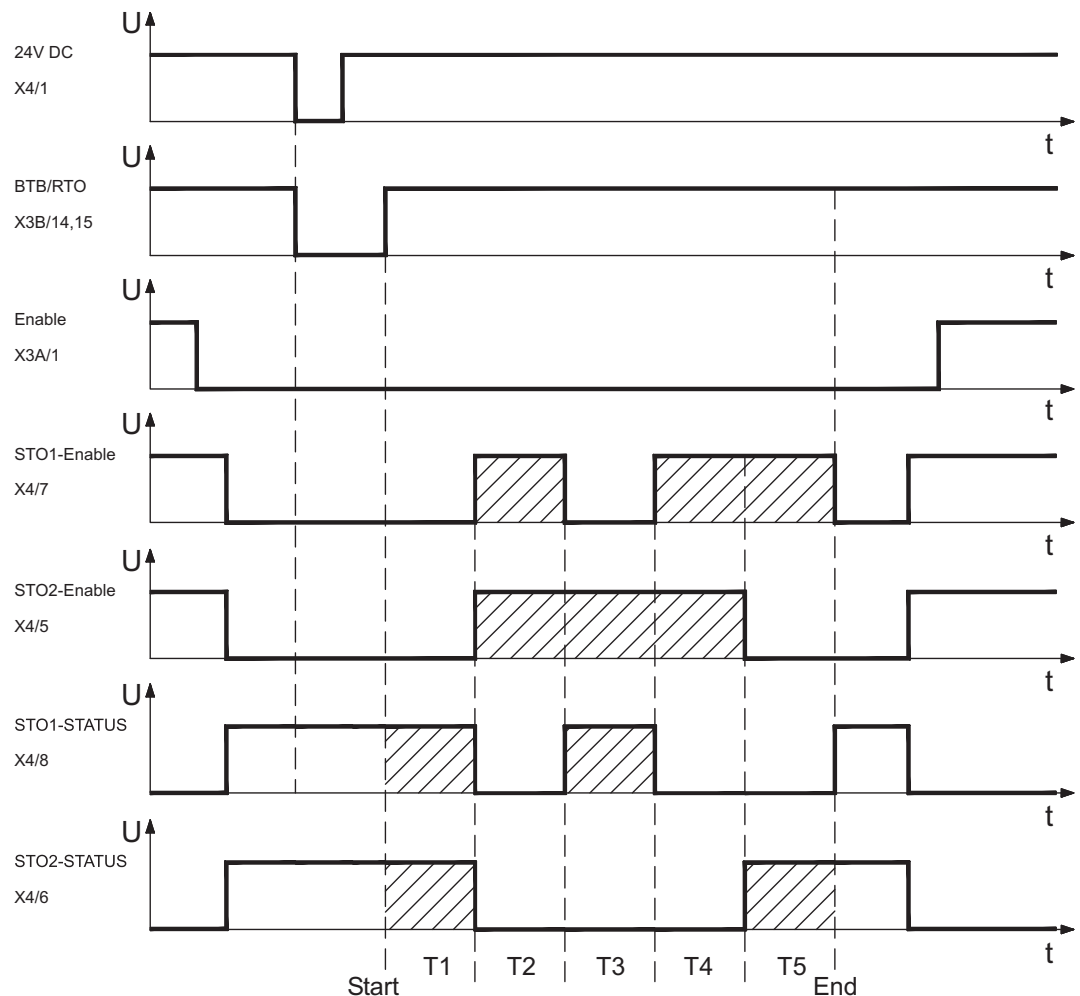 U
24V DC
X4/1
t
U
BTB/RTO
X3B/14,15
t
U
Enable
X3A/1
t
U
STO1-Enable
X4/7
t
U
STO2-Enable
X4/5
t
U
STO1-STATUS
X4/8
t
U
STO2-STATUS
X4/6
t
T1 T2 T3 T4 T5
Start End